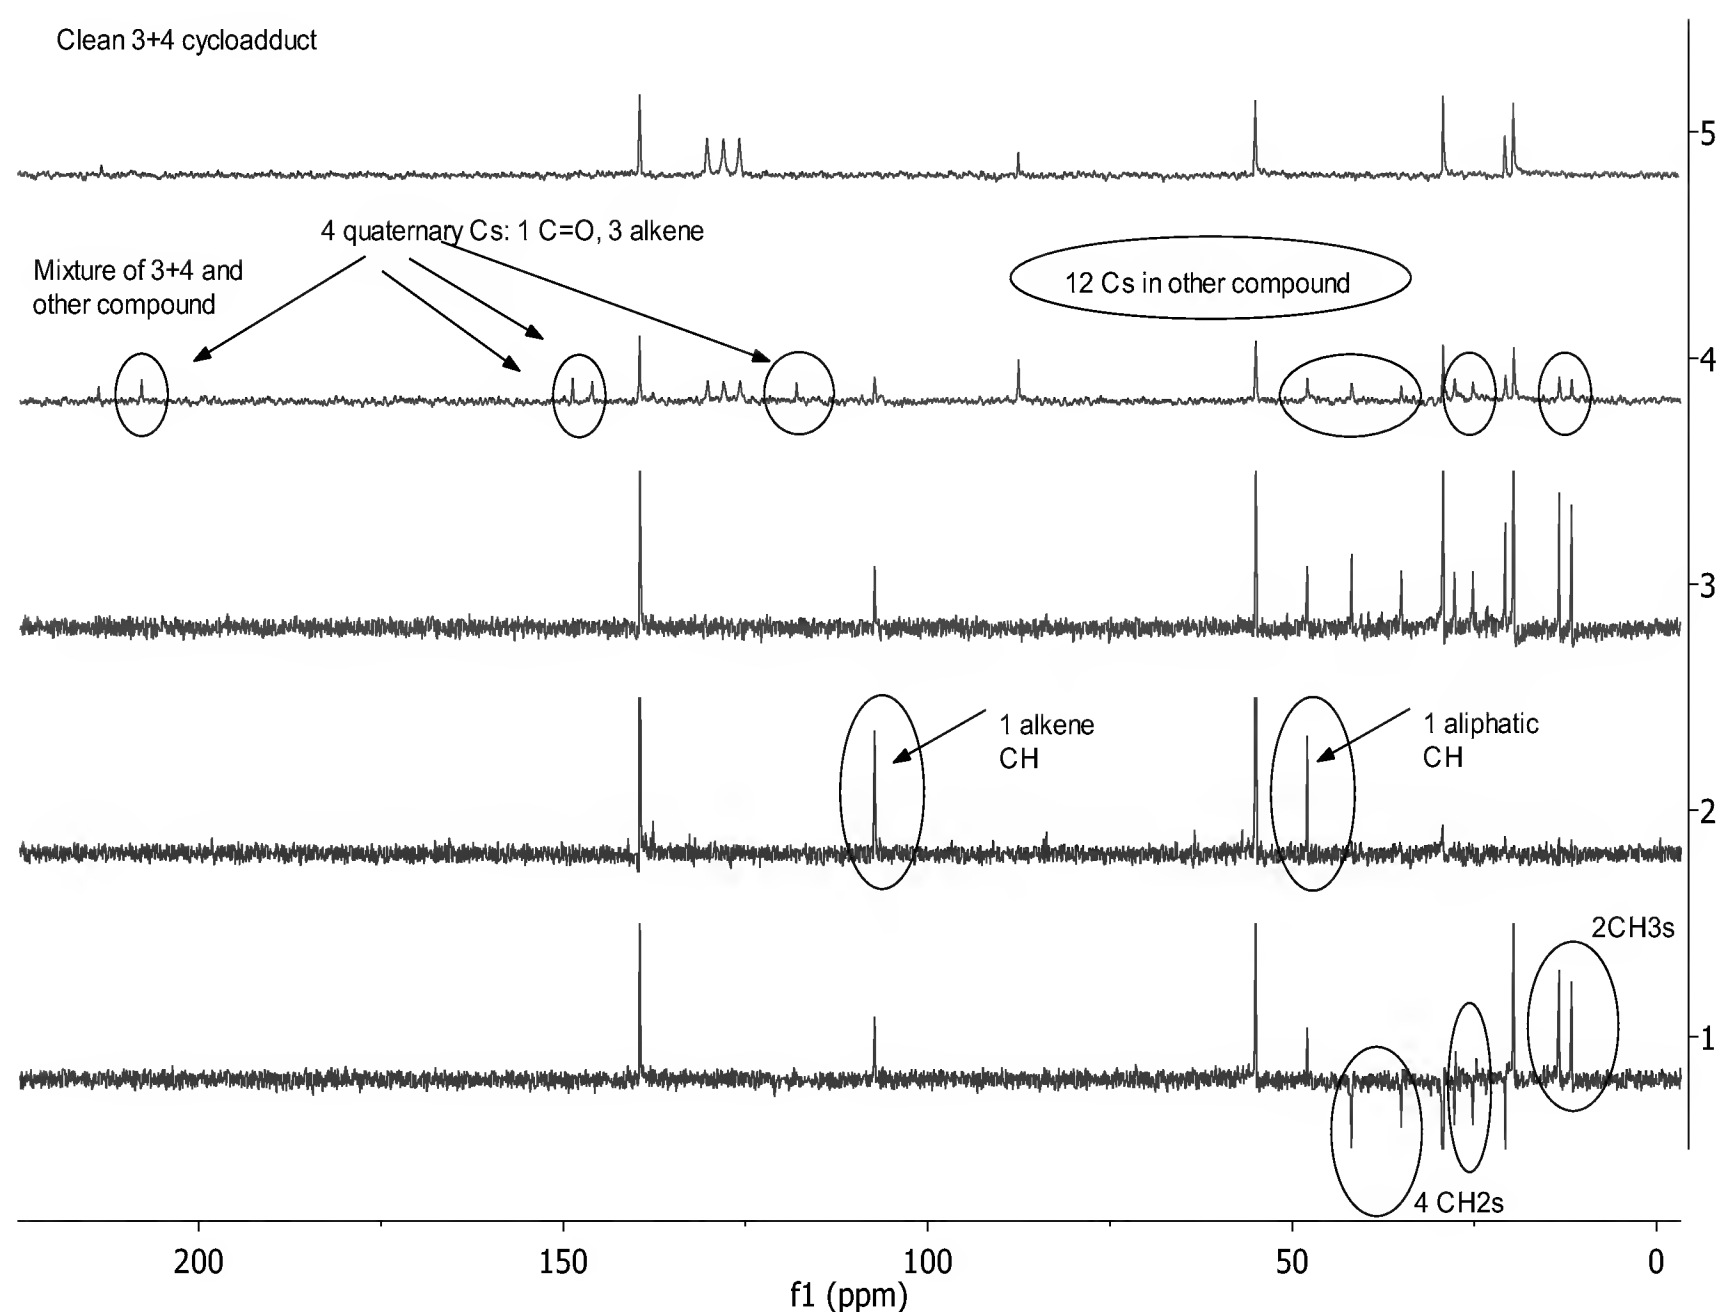 Clean 3+4 cycloadduct
5
4 quaternary Cs: 1 C=O, 3 alkene
Mixture of 3+4 and
other compound
12 Cs in other compound
4
3
1 alkene
CH
1 aliphatic
CH
2
2CH3s
1
4 CH2s
200
150
100
50
0
f1 (ppm)